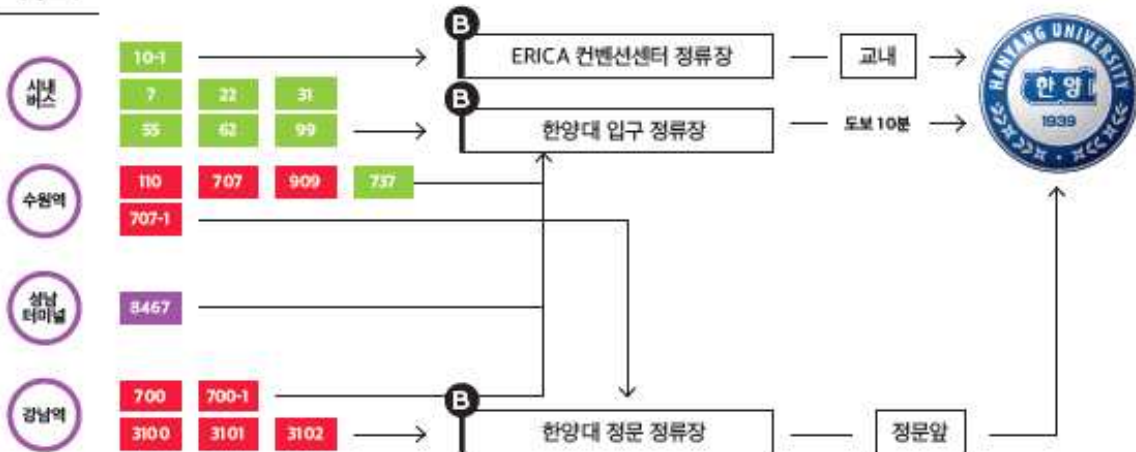 시내
버스
10-1
ERICA 컨벤션센터 정류장
교내
7 22 31
55 62 99
한양대 입구 정류장
도보 10분
HANYANG UNIVERSITY
한양
1939
수원역
110 707 909 737
707-1
성남
터미널
8467
강남역
700 700-1
3100 3101 3102
한양대 정문 정류장
정문앞
B
B
B